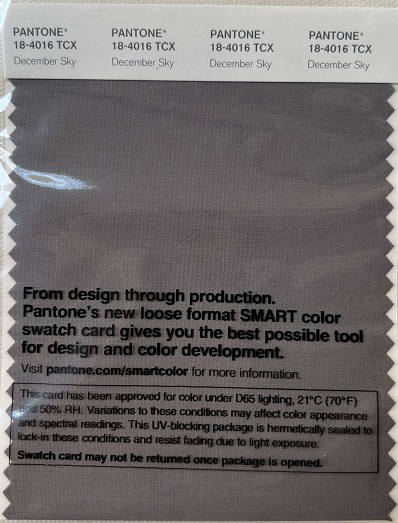 PANTONE® PANTONE® PANTONE® PANTONE®
18-4016 TCX 18-4016 TCX 18-4016 TCX 18-4016 TCX
December Sky December Sky December Sky December Sky
From design through production.
Pantone's new loose format SMART color
swatch card gives you the best possible tool
for design and color development.
Visit pantone.com/smartcolor for more information.
This card has been approved for color under D65 lighting, 21°C (70°F)
and 50% RH. Variations to these conditions may affect color appearance
and spectral readings. This UV-blocking package is hermetically sealed to
lock-in these conditions and resist fading due to light exposure.
Swatch card may not be returned once package is opened.